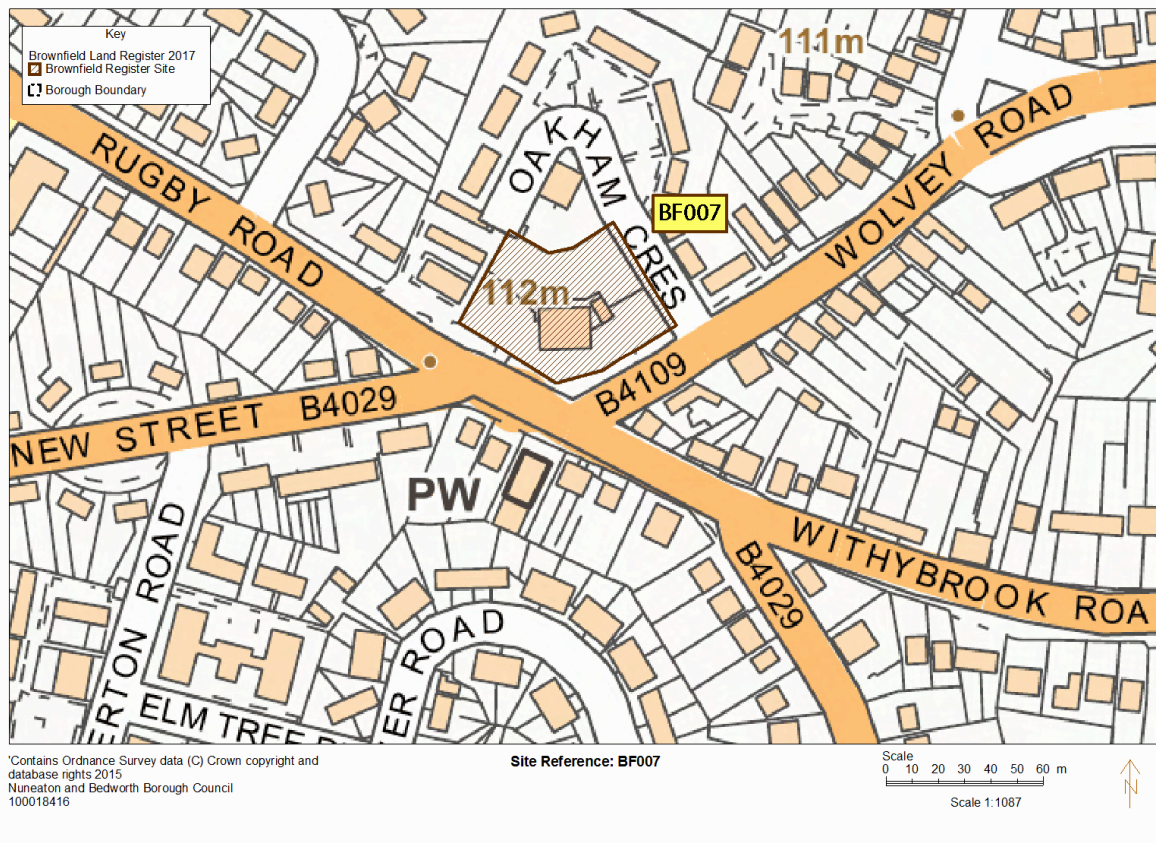 Key
Brownfield Land Register 2017
Brownfield Register Site
Borough Boundary
111m
RUGBY ROAD
OAKHAM CRES
BF007
WOLVEY ROAD
112m
B4109
NEW STREET B4029
PW
WITHYBROOK ROA
B4029
ERTON ROAD
ER ROAD
ELM TREE
'Contains Ordnance Survey data (C) Crown copyright and
database rights 2015
Nuneaton and Bedworth Borough Council
100018416
Site Reference: BF007
Scale
0 10 20 30 40 50 60 m
Scale 1:1087
N